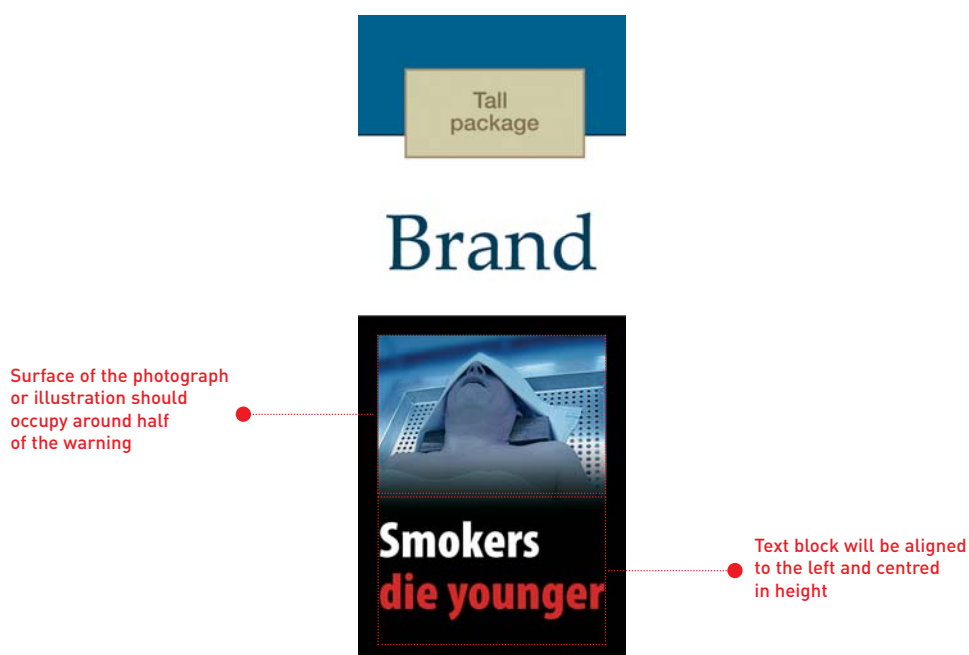 Tall
package
Brand
Surface of the photograph
or illustration should
occupy around half
of the warning
Smokers
die younger
Text block will be aligned
to the left and centred
in height